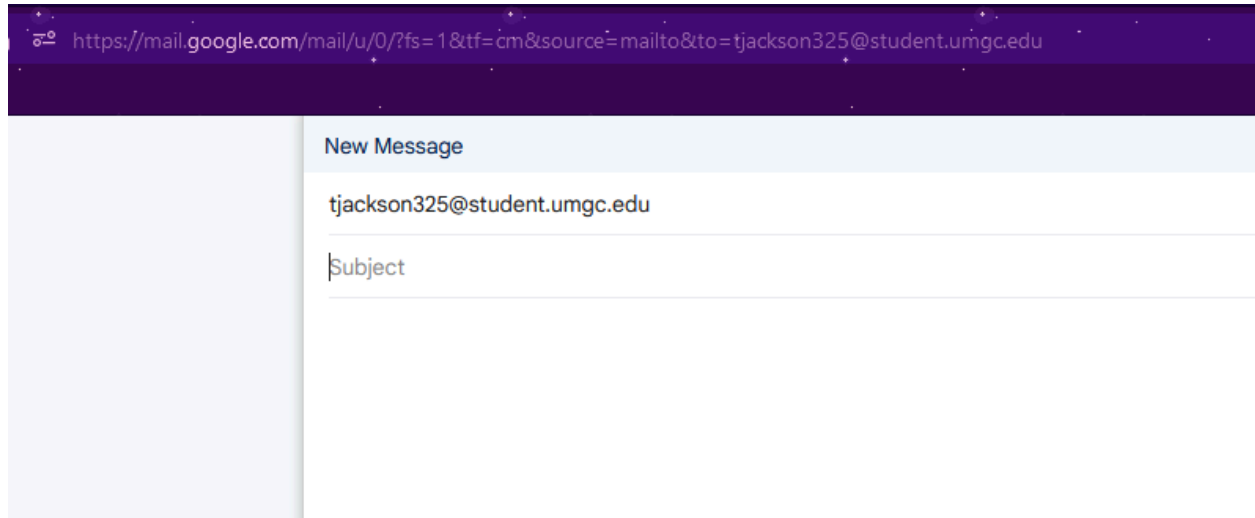 https://mail.google.com/mail/u/0/?fs=1&tf=cm&source=mailto&to=tjackson325@student.umgc.edu
New Message
tjackson325@student.umgc.edu
Subject